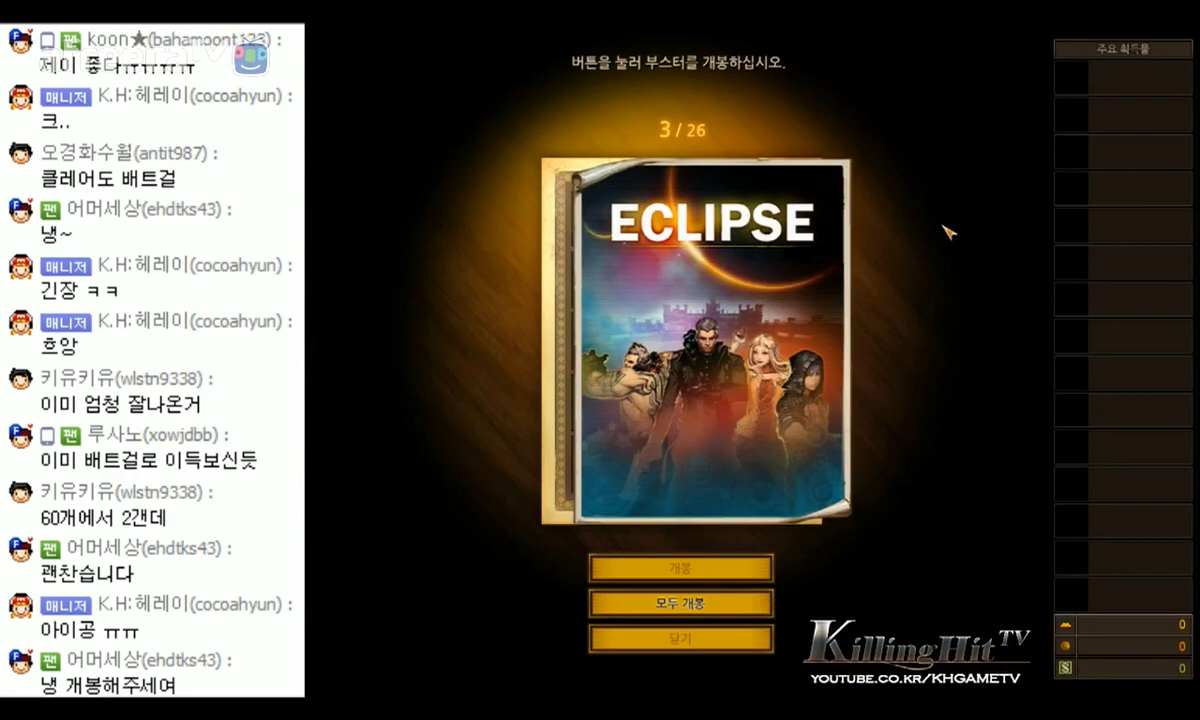 koon★(bahamoont123) :
제이 좋다ㅠㅠㅠㅠㅠ
매니저 K.H:헤레이(cocoahyun) :
크..
오경화수월(antit987) :
클레어도 배트걸
팬 어머세상(ehdtks43) :
냉~
매니저 K.H:헤레이(cocoahyun) :
긴장 ㅋㅋ
매니저 K.H:헤레이(cocoahyun) :
흐앙
키유키유(wlstn9338) :
이미 엄청 잘나온거
팬 루사노(xowjdbb) :
이미 배트걸로 이득보신듯
키유키유(wlstn9338) :
60개에서 2갠데
팬 어머세상(ehdtks43) :
괜찬습니다
매니저 K.H:헤레이(cocoahyun) :
아이공 ㅠㅠ
팬 어머세상(ehdtks43) :
냉 개봉해주세여
버튼을 눌러 부스터를 개봉하십시오.
3 / 26
ECLIPSE
개봉
모두 개봉
닫기
KillingHit TV
YOUTUBE.CO.KR/KHGAMETV
주요 획득물
0
0
S 0